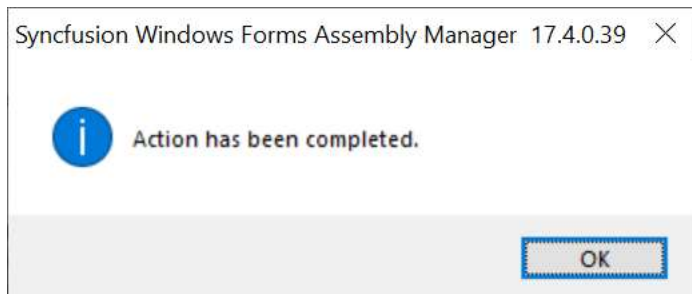 Syncfusion Windows Forms Assembly Manager 17.4.0.39
Action has been completed.
OK